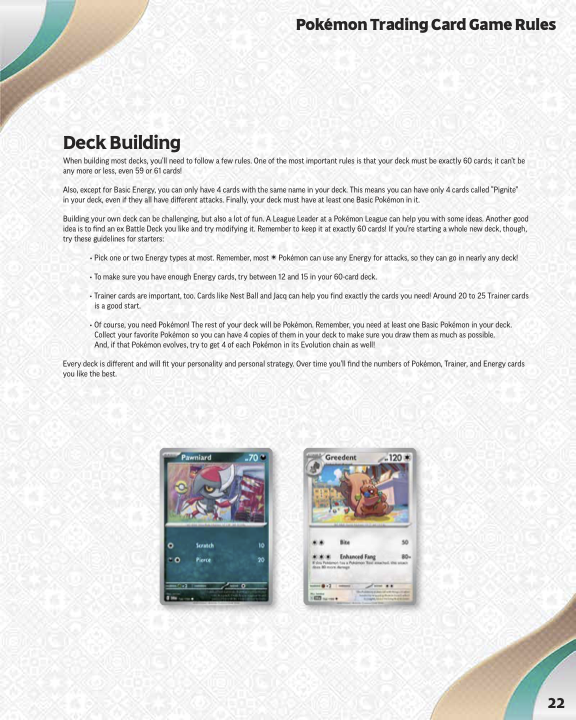 Pokémon Trading Card Game Rules
Deck Building
When building most decks, you'll need to follow a few rules. One of the most important rules is that your deck must be exactly 60 cards; it can't be
any more or less, even 59 or 61 cards!
Also, except for Basic Energy, you can only have 4 cards with the same name in your deck. This means you can have only 4 cards called "Pignite"
in your deck, even if they all have different attacks. Finally, your deck must have at least one Basic Pokémon in it.
Building your own deck can be challenging, but also a lot of fun. A League Leader at a Pokémon League can help you with some ideas. Another good
idea is to find an ex Battle Deck you like and try modifying it. Remember to keep it at exactly 60 cards! If you're starting a whole new deck, though,
try these guidelines for starters:
• Pick one or two Energy types at most. Remember, most Pokémon can use any Energy for attacks, so they can go in nearly any deck!
• To make sure you have enough Energy cards, try between 12 and 15 in your 60-card deck.
• Trainer cards are important, too. Cards like Nest Ball and Jacq can help you find exactly the cards you need! Around 20 to 25 Trainer cards
is a good start.
• Of course, you need Pokémon! The rest of your deck will be Pokémon. Remember, you need at least one Basic Pokémon in your deck.
Collect your favorite Pokémon so you can have 4 copies of them in your deck to make sure you draw them as much as possible.
And, if that Pokémon evolves, try to get 4 of each Pokémon in its Evolution chain as well!
Every deck is different and will fit your personality and personal strategy. Over time you'll find the numbers of Pokémon, Trainer, and Energy cards
you like the best.
Pawniard 70
Scratch 10
Pierce 20
Greedent 120
Bite 50
Enhanced Fang 80+
22